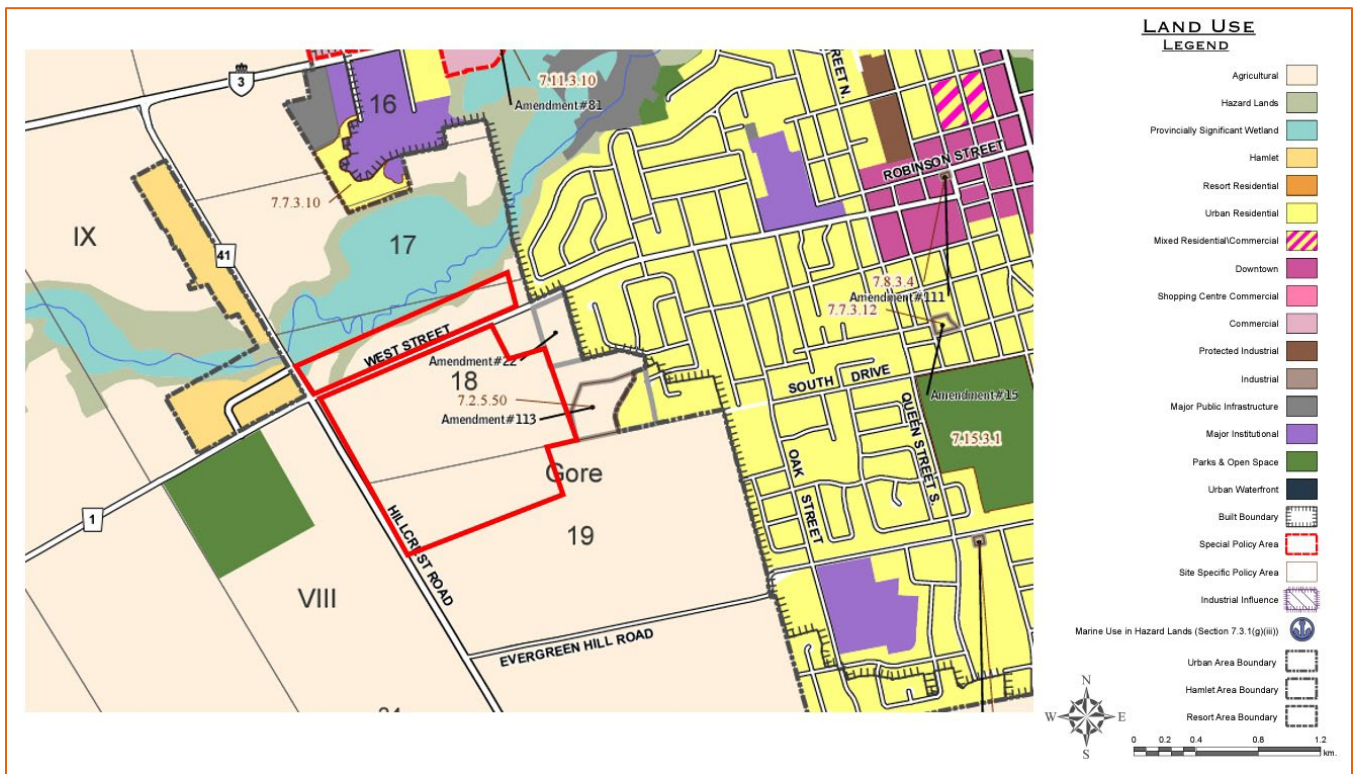 LAND USE
LEGEND
Agricultural
Hazard Lands
Provincially Significant Wetland
Hamlet
Resort Residential
Urban Residential
Mixed Residential\Commercial
Downtown
Shopping Centre Commercial
Commercial
Protected Industrial
Industrial
Major Public Infrastructure
Major Institutional
Parks & Open Space
Urban Waterfront
Built Boundary
Special Policy Area
Site Specific Policy Area
Industrial Influence
Marine Use in Hazard Lands (Section 7.3.1(g)(iii))
Urban Area Boundary
Hamlet Area Boundary
Resort Area Boundary
N
W
E
S
0 0.2 0.4 0.8 1.2
km.
3
16
7.11.3.10
Amendment#81
REET N.
ROBINSON STREET
7.7.3.10
IX
41
17
7.8.3.4
Amendment#111
7.7.3.12
WEST STREET
Amendment#22
18
7.2.5.50
Amendment#113
SOUTH DRIVE
Amendment#15
QUEEN STREET S.
7.15.3.1
OAK STREET
Gore
19
1
HILLCREST ROAD
VIII
EVERGREEN HILL ROAD